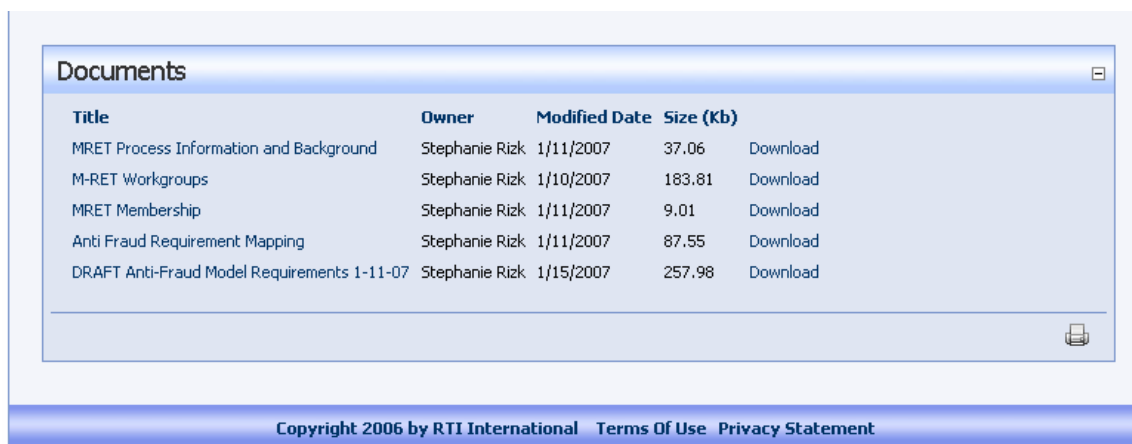 Documents
Title Owner Modified Date Size (Kb)
MRET Process Information and Background Stephanie Rizk 1/11/2007 37.06 Download
M-RET Workgroups Stephanie Rizk 1/10/2007 183.81 Download
MRET Membership Stephanie Rizk 1/11/2007 9.01 Download
Anti Fraud Requirement Mapping Stephanie Rizk 1/11/2007 87.55 Download
DRAFT Anti-Fraud Model Requirements 1-11-07 Stephanie Rizk 1/15/2007 257.98 Download
Copyright 2006 by RTI International Terms Of Use Privacy Statement